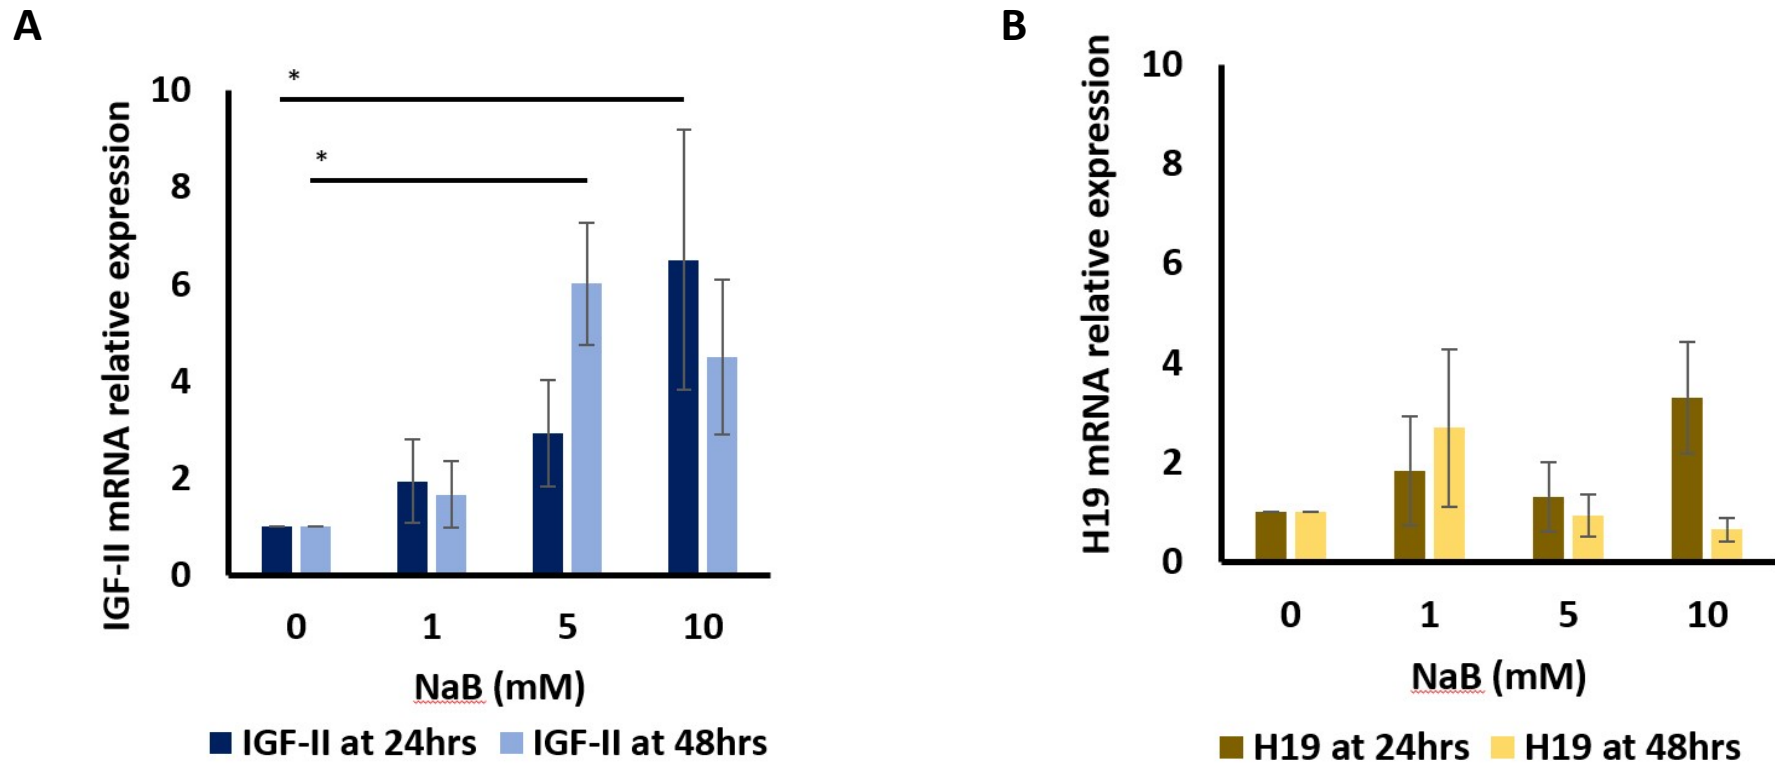 A
IGF-II mRNA relative expression
10
8
6
4
2
0
*
*
0 1 5 10
NaB (mM)
IGF-II at 24hrs IGF-II at 48hrs
B
H19 mRNA relative expression
10
8
6
4
2
0
0 1 5 10
NaB (mM)
H19 at 24hrs H19 at 48hrs